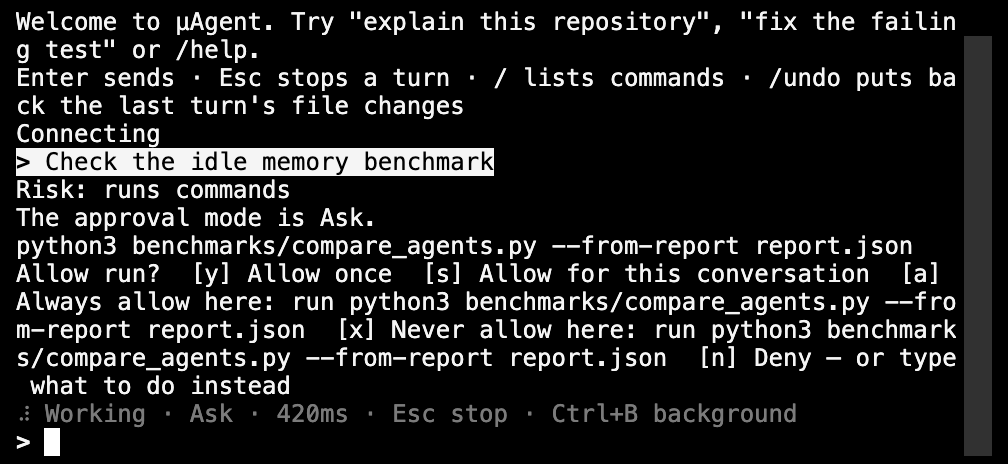 Welcome to µAgent. Try "explain this repository", "fix the failin
g test" or /help.
Enter sends · Esc stops a turn · / lists commands · /undo puts ba
ck the last turn's file changes
Connecting
> Check the idle memory benchmark
Risk: runs commands
The approval mode is Ask.
python3 benchmarks/compare_agents.py --from-report report.json
Allow run?  [y] Allow once  [s] Allow for this conversation  [a]
Always allow here: run python3 benchmarks/compare_agents.py --fro
m-report report.json  [x] Never allow here: run python3 benchmark
s/compare_agents.py --from-report report.json  [n] Deny — or type
 what to do instead
⠼ Working · Ask · 420ms · Esc stop · Ctrl+B background
>